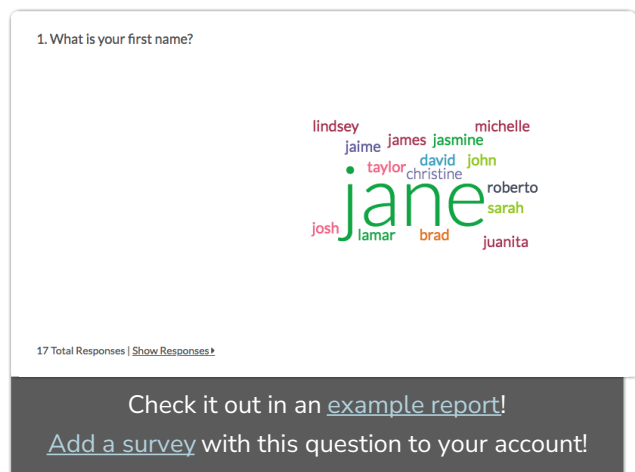 1. What is your first name?
lindsey michelle
james jasmine
jaime
david john
taylor
christine
jane
roberto
sarah
josh
lamar brad
juanita
17 Total Responses | Show Responses
Check it out in an example report!
Add a survey with this question to your account!